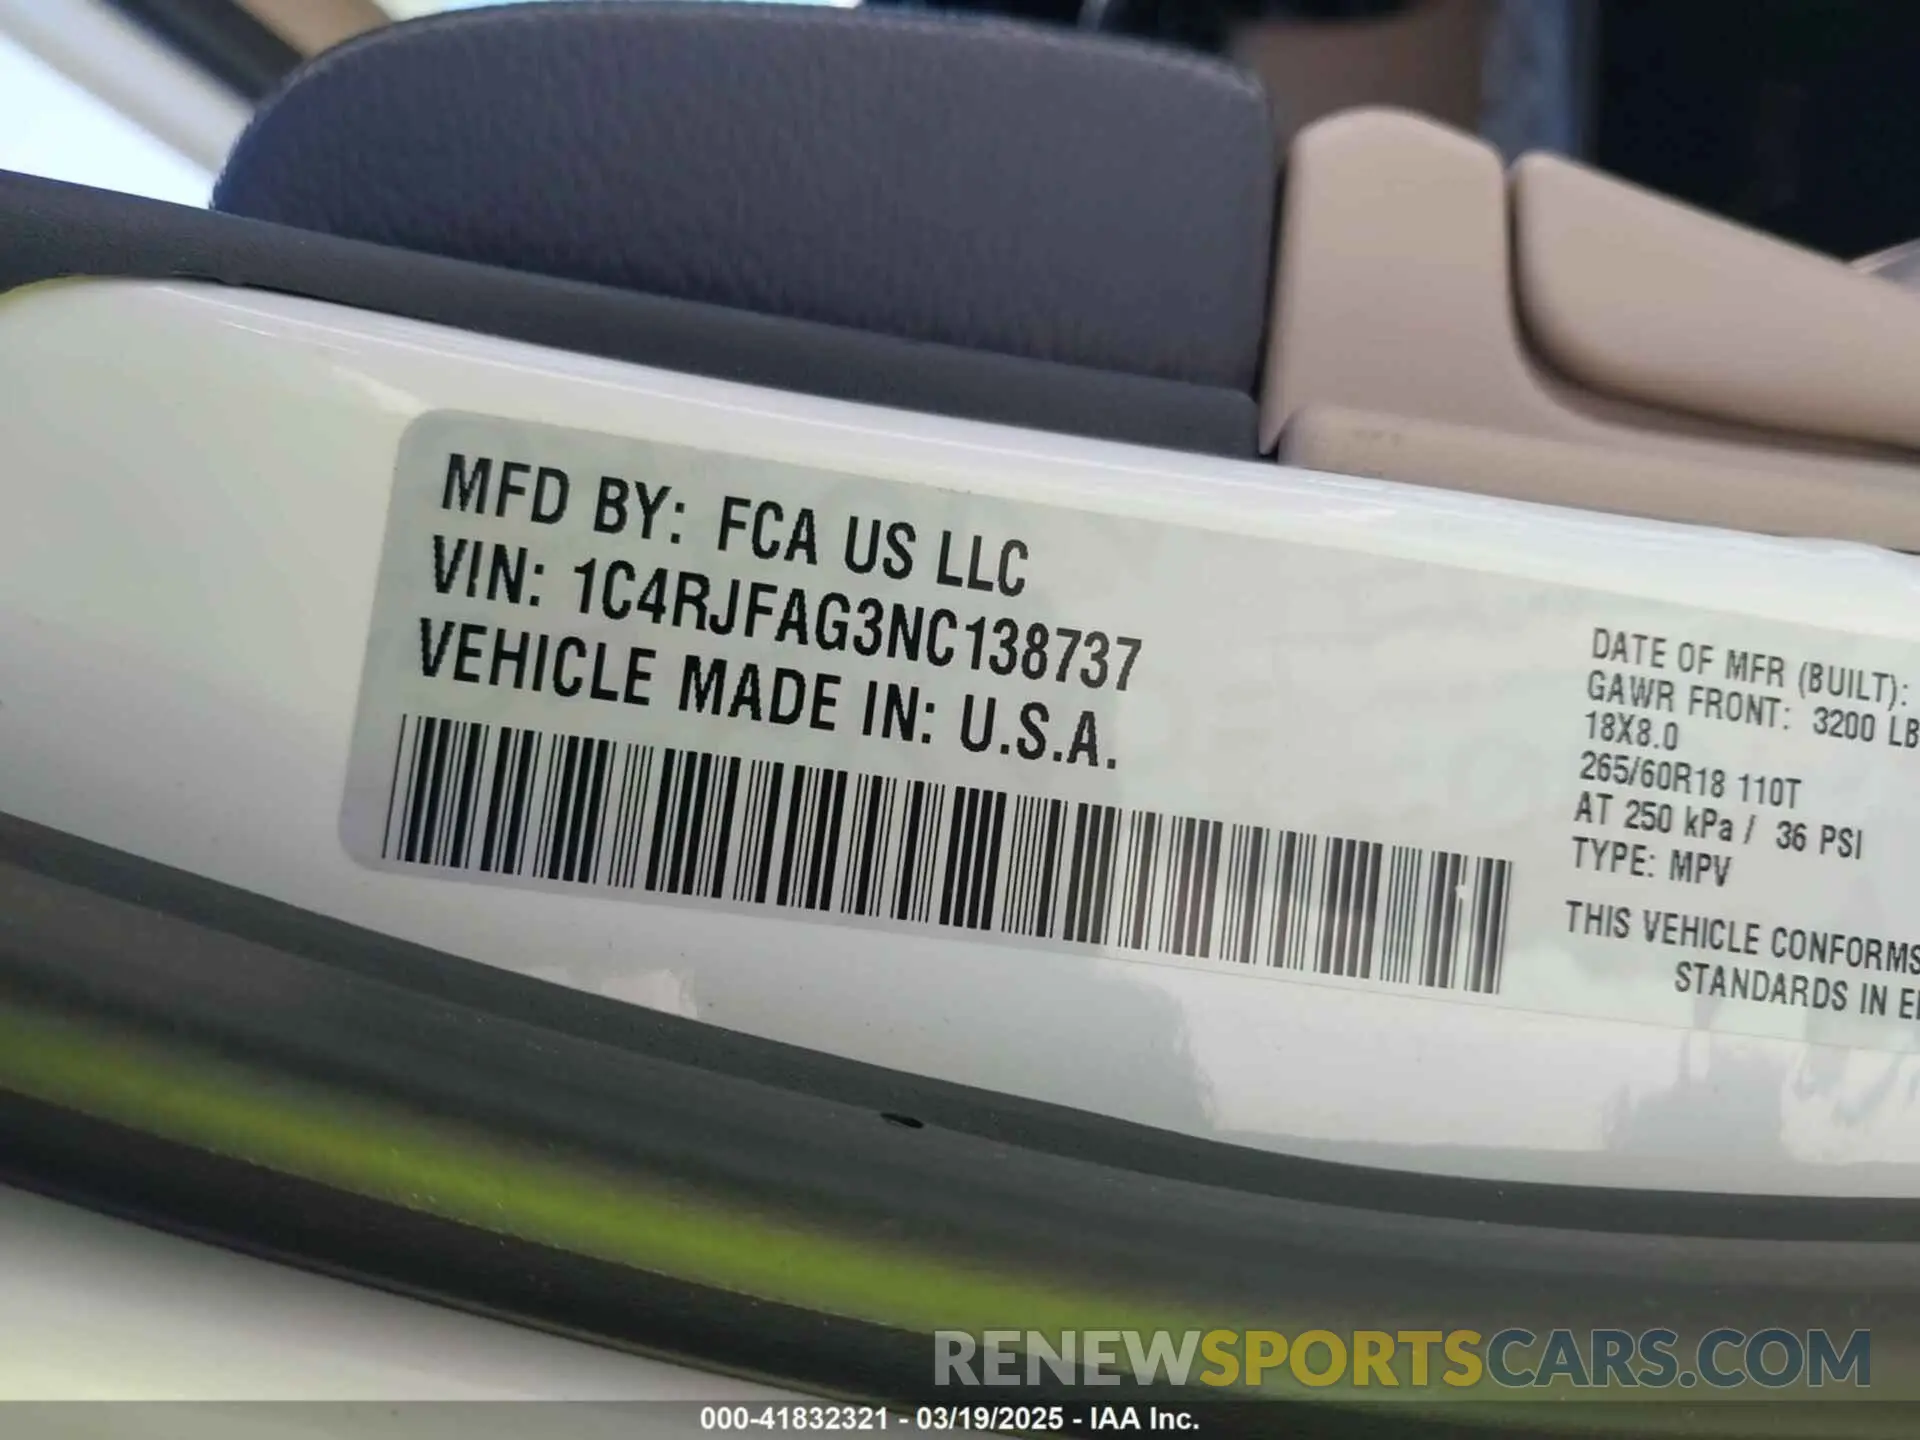 MFD BY: FCA US LLC
VIN: 1C4RJFAG3NC138737
VEHICLE MADE IN: U.S.A.
DATE OF MFR (BUILT):
GAWR FRONT: 3200 LB
18X8.0
265/60R18 110T
AT 250 kPa / 36 PSI
TYPE: MPV
THIS VEHICLE CONFORMS
STANDARDS IN
RENEWSPORTSCARS.COM
000-41832321 - 03/19/2025 - IAA Inc.